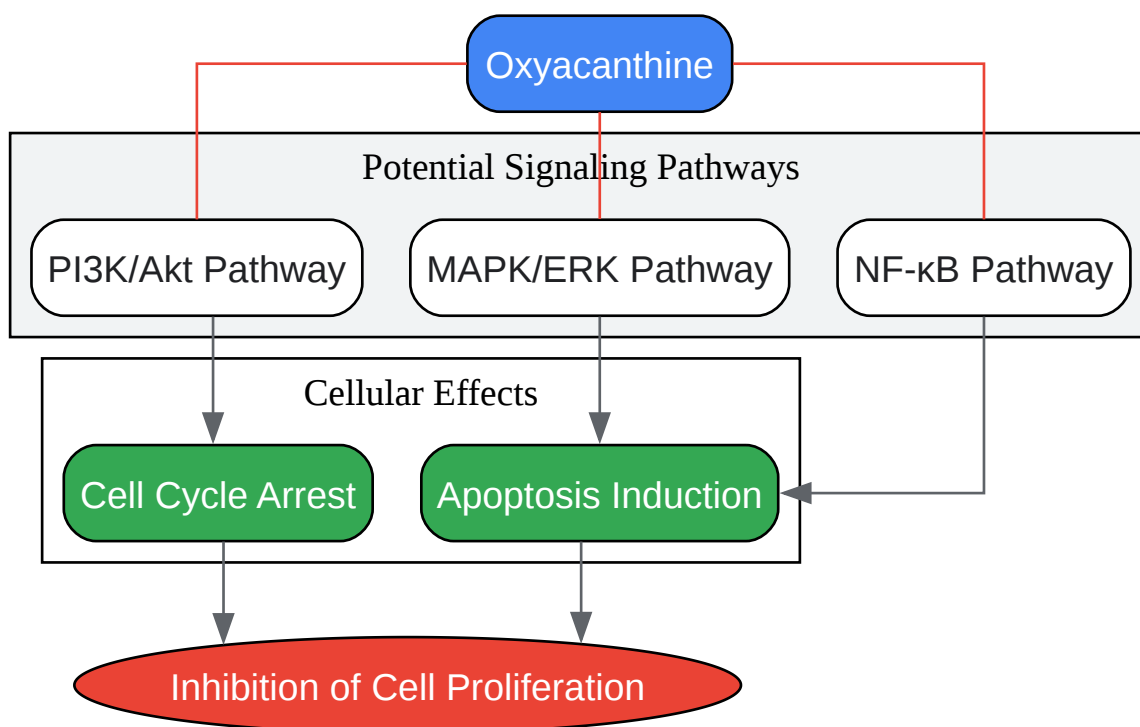 Oxyacanthine
Potential Signaling Pathways
PI3K/Akt Pathway
MAPK/ERK Pathway
NF-κB Pathway
Cellular Effects
Cell Cycle Arrest
Apoptosis Induction
Inhibition of Cell Proliferation